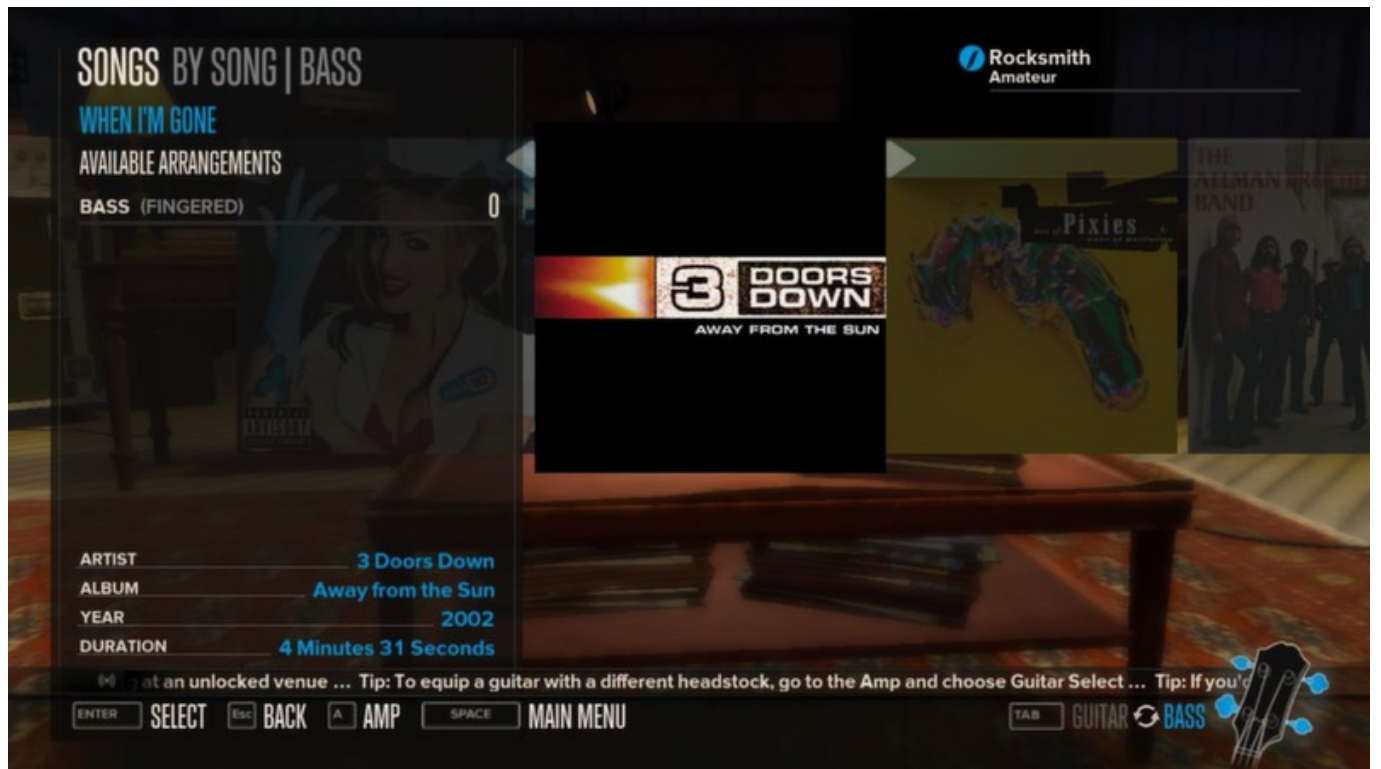 SONGS BY SONG | BASS
WHEN I'M GONE
AVAILABLE ARRANGEMENTS
BASS (FINGERED) 0
Rocksmith
Amateur
3 DOORS DOWN
AWAY FROM THE SUN
Pixies
THE
ALLMAN
BAND
PARENTAL
ADVISORY
ARTIST 3 Doors Down
ALBUM Away from the Sun
YEAR 2002
DURATION 4 Minutes 31 Seconds
at an unlocked venue ... Tip: To equip a guitar with a different headstock, go to the Amp and choose Guitar Select ... Tip: If you'd
ENTER SELECT Esc BACK A AMP SPACE MAIN MENU
TAB GUITAR BASS